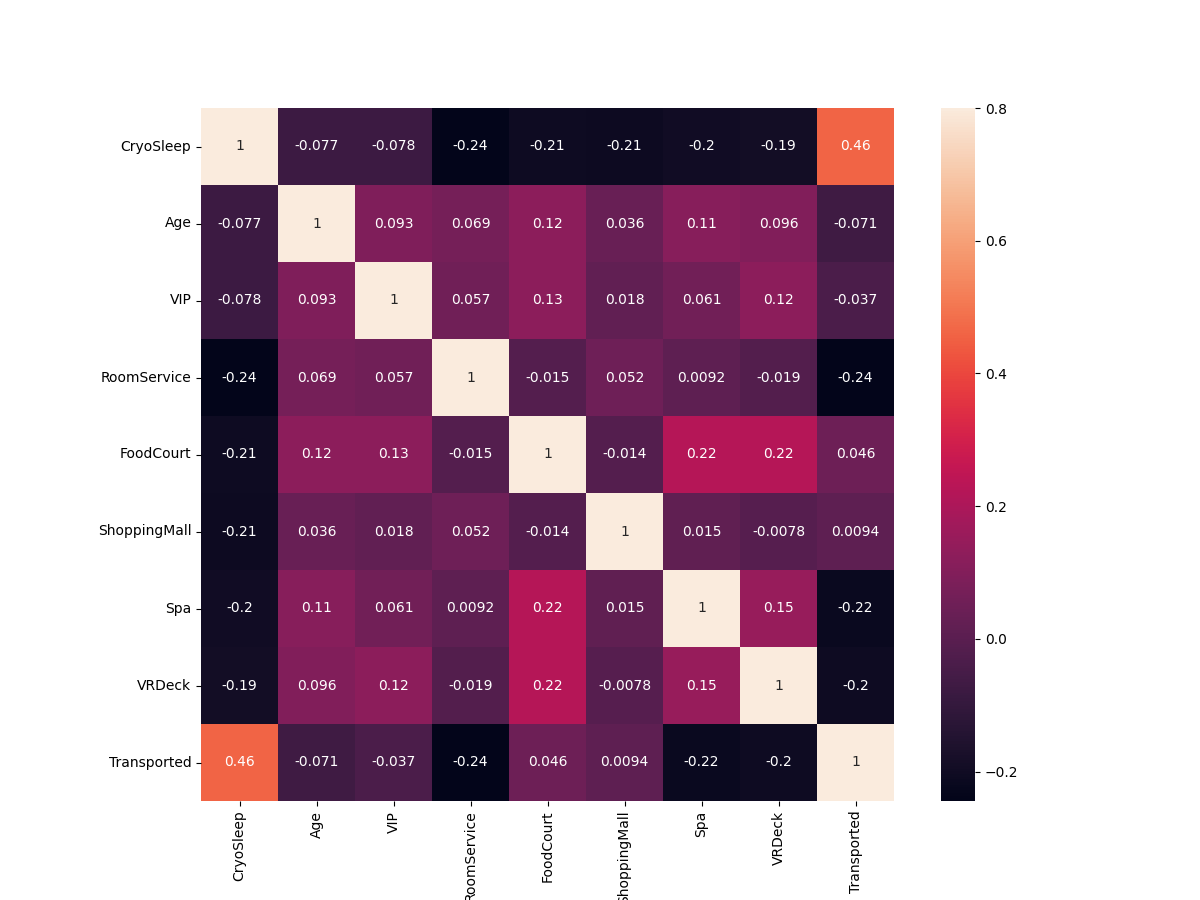 CryoSleep 1 -0.077 -0.078 -0.24 -0.21 -0.21 -0.2 -0.19 0.46
Age -0.077 1 0.093 0.069 0.12 0.036 0.11 0.096 -0.071
VIP -0.078 0.093 1 0.057 0.13 0.018 0.061 0.12 -0.037
RoomService -0.24 0.069 0.057 1 -0.015 0.052 0.0092 -0.019 -0.24
FoodCourt -0.21 0.12 0.13 -0.015 1 -0.014 0.22 0.22 0.046
ShoppingMall -0.21 0.036 0.018 0.052 -0.014 1 0.015 -0.0078 0.0094
Spa -0.2 0.11 0.061 0.0092 0.22 0.015 1 0.15 -0.22
VRDeck -0.19 0.096 0.12 -0.019 0.22 -0.0078 0.15 1 -0.2
Transported 0.46 -0.071 -0.037 -0.24 0.046 0.0094 -0.22 -0.2 1
CryoSleep Age VIP RoomService FoodCourt ShoppingMall Spa VRDeck Transported
0.8
0.6
0.4
0.2
0.0
−0.2